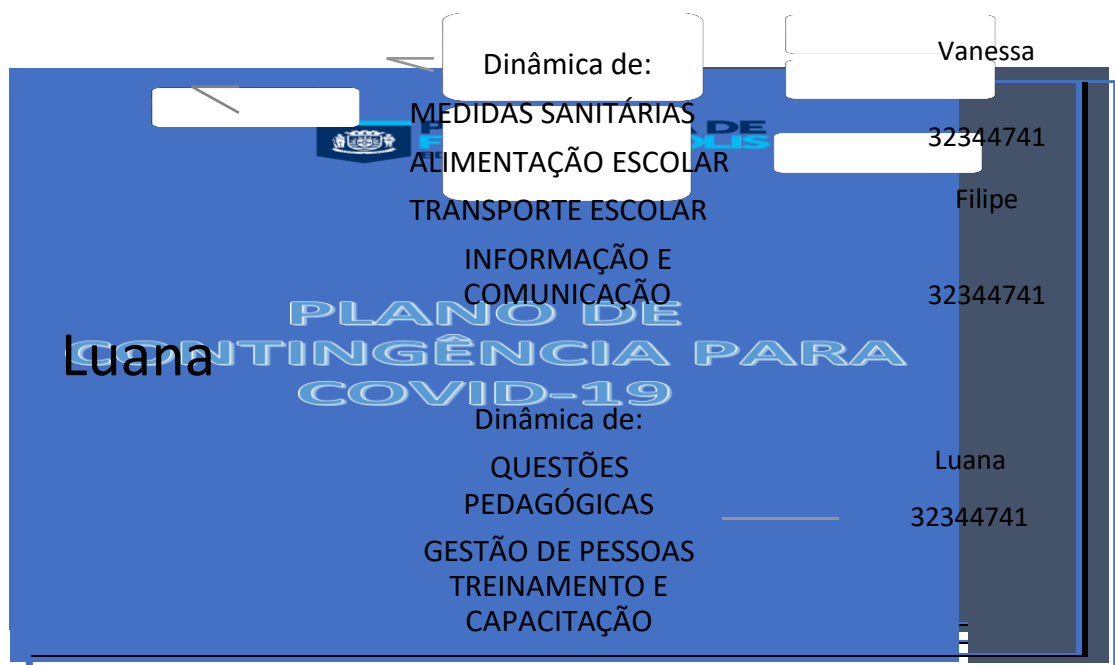 Dinâmica de:
MEDIDAS SANITÁRIAS
ALIMENTAÇÃO ESCOLAR
TRANSPORTE ESCOLAR
INFORMAÇÃO E
COMUNICAÇÃO
Vanessa
32344741
Filipe
32344741
PLANO DE
CONTINGÊNCIA PARA
COVID-19
Luana
Dinâmica de:
QUESTÕES
PEDAGÓGICAS
GESTÃO DE PESSOAS
TREINAMENTO E
CAPACITAÇÃO
Luana
32344741